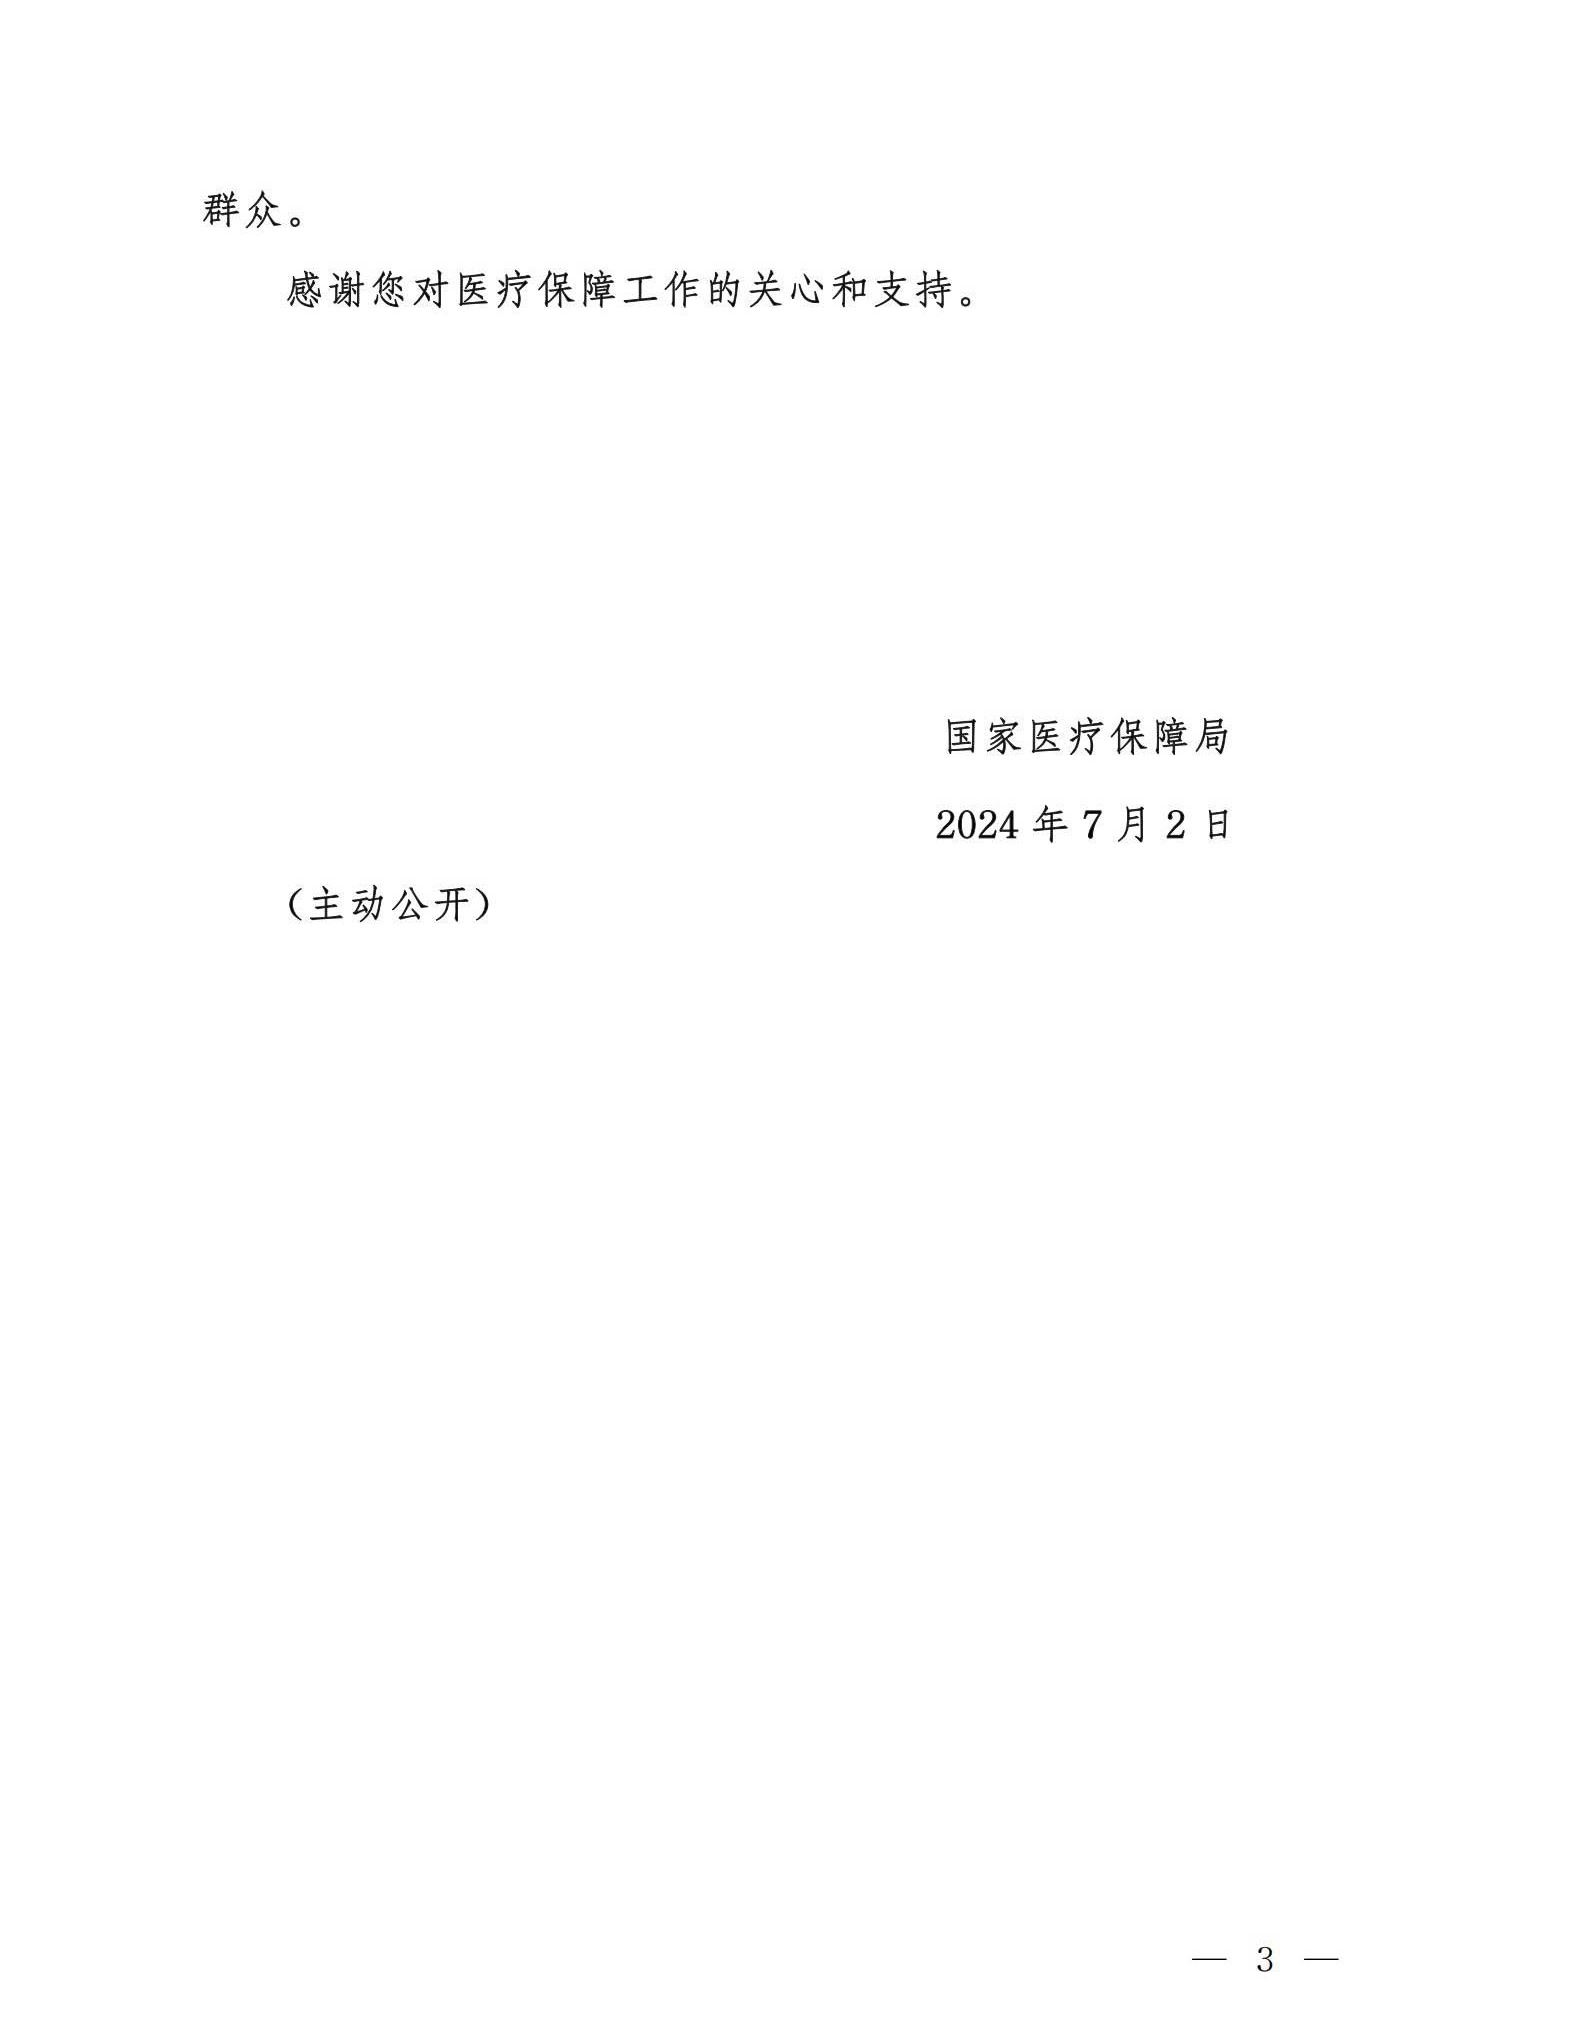 群众。
感谢您对医疗保障工作的关心和支持。
国家医疗保障局
2024 年 7 月 2 日
（主动公开）
— 3 —